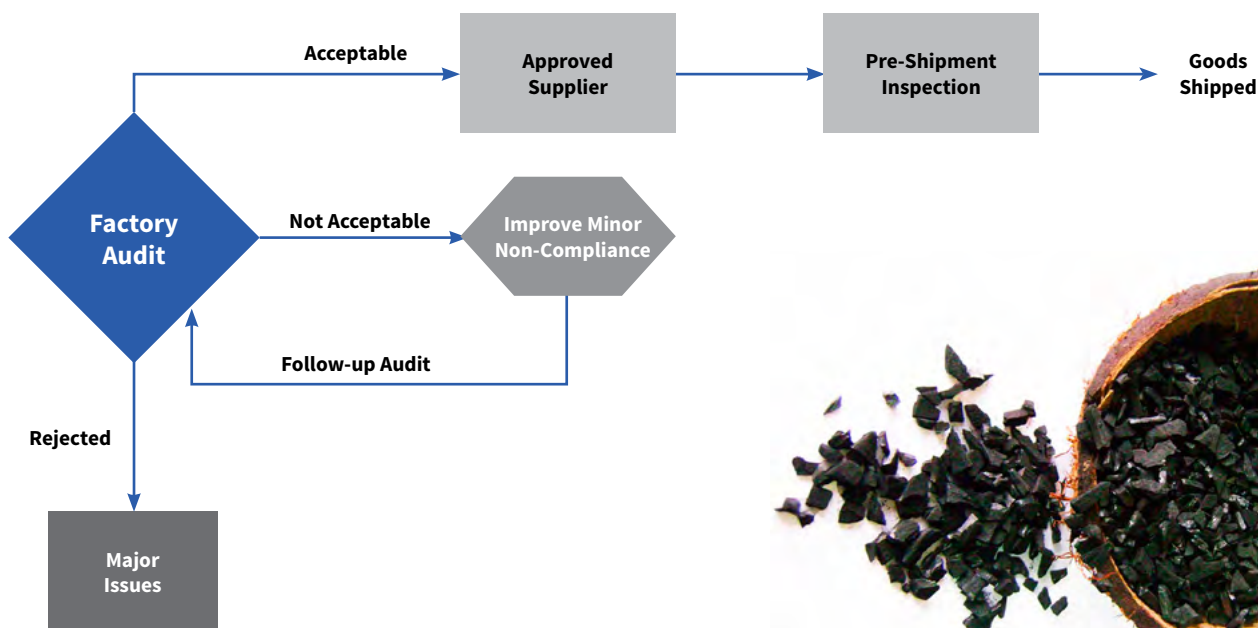 Acceptable
Approved
Supplier
Pre-Shipment
Inspection
Goods
Shipped
Factory
Audit
Not Acceptable
Improve Minor
Non-Compliance
Follow-up Audit
Rejected
Major
Issues